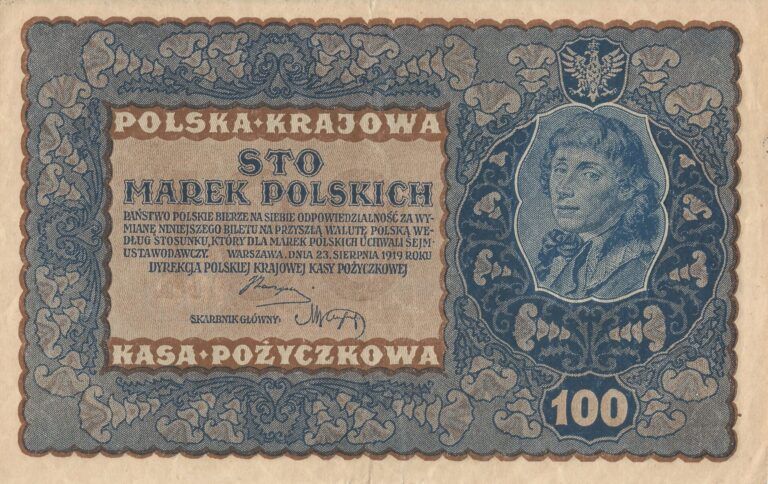 POLSKA·KRAJOWA
STO
MAREK POLSKICH
PAŃSTWO POLSKIE BIERZE NA SIEBIE ODPOWIEDZIALNOŚĆ ZA WY-
MIANĘ NINIEJSZEGO BILETU NA PRZYSZŁĄ WALUTĘ POLSKĄ WE-
DŁUG STOSUNKU, KTÓRY DLA MAREK POLSKICH UCHWALI SEJM-
USTAWODAWCZY. WARSZAWA, DNIA 23. SIERPNIA 1919 ROKU
DYREKCJA POLSKIEJ KRAJOWEJ KASY POŻYCZKOWEJ
SKARBNIK GŁÓWNY:
KASA·POŻYCZKOWA
100